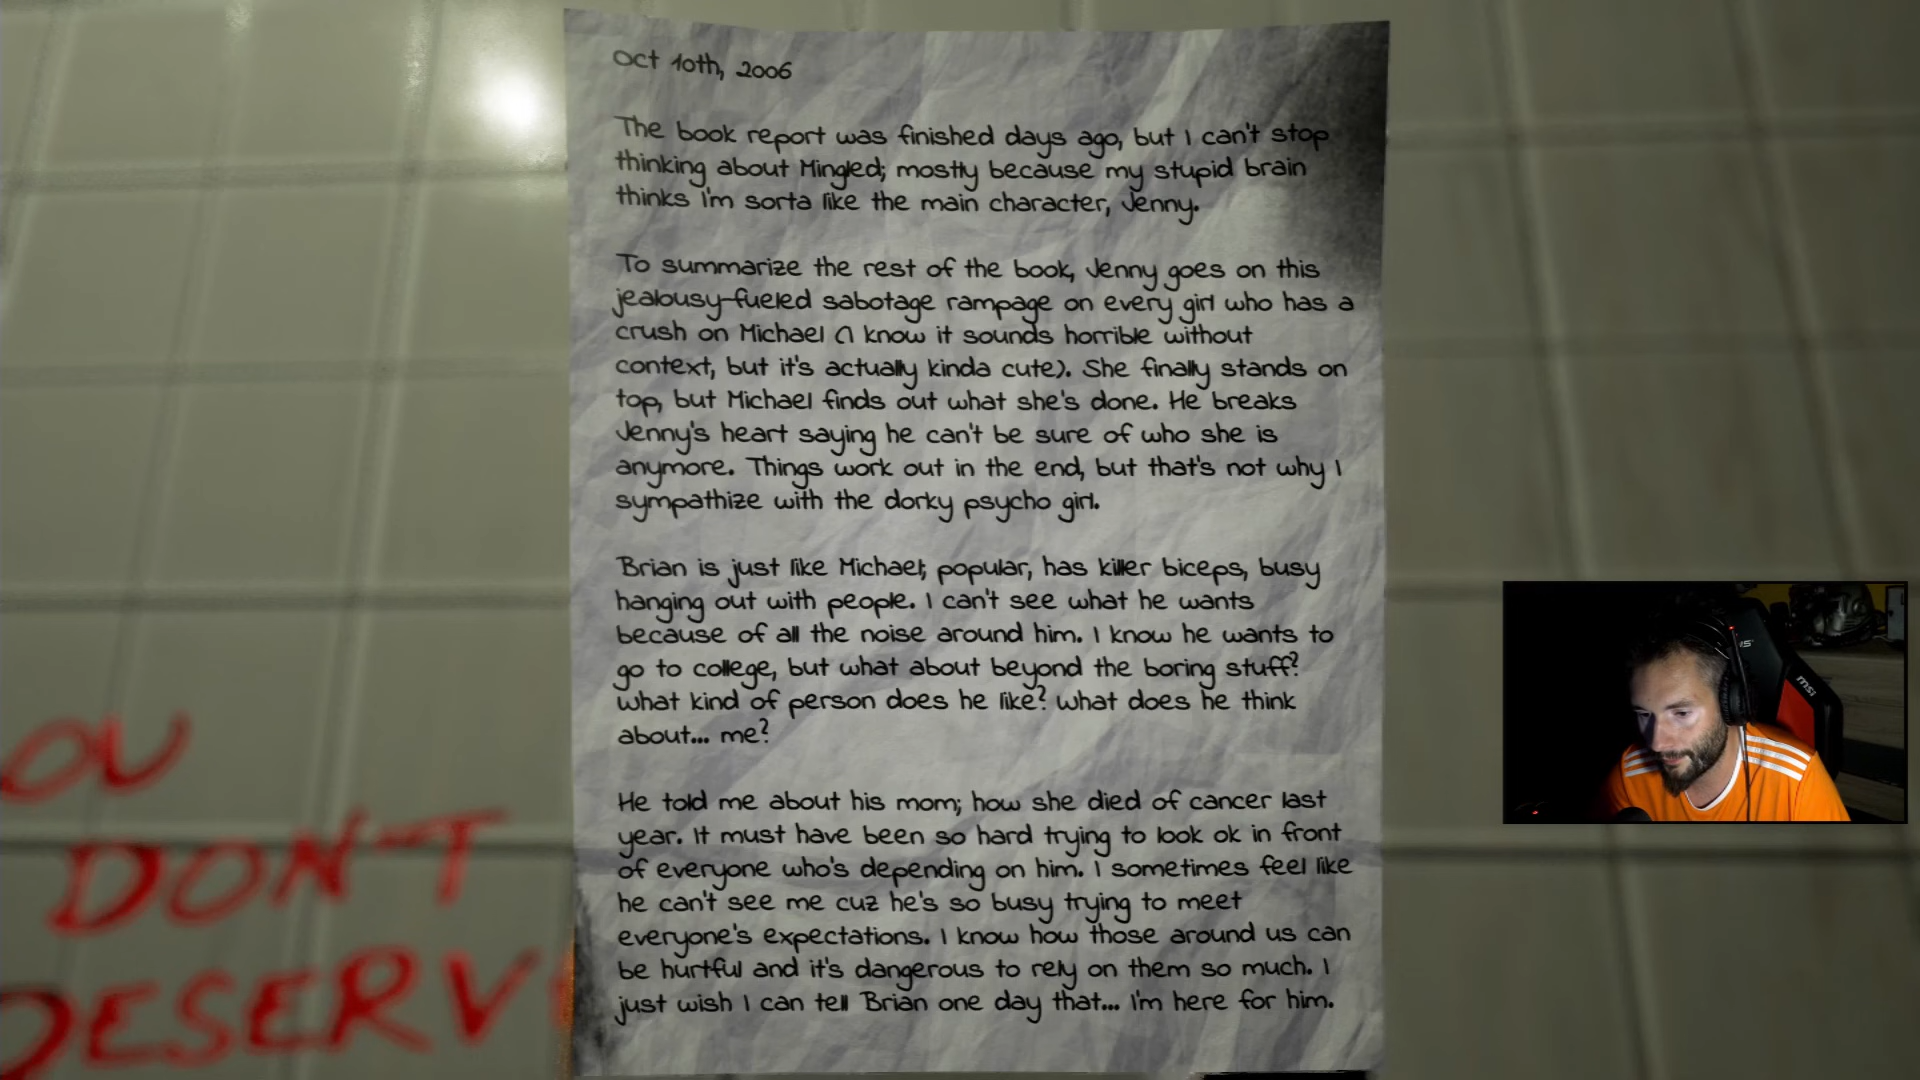 Oct 10th, 2006
The book report was finished days ago, but I can't stop
thinking about Mingled; mostly because my stupid brain
thinks I'm sorta like the main character, Jenny.
To summarize the rest of the book, Jenny goes on this
jealousy-fueled sabotage rampage on every girl who has a
crush on Michael (I know it sounds horrible without
context, but it's actually kinda cute). She finally stands on
top, but Michael finds out what she's done. He breaks
Jenny's heart saying he can't be sure of who she is
anymore. Things work out in the end, but that's not why I
sympathize with the dorky psycho girl.
Brian is just like Michael; popular, has killer biceps, busy
hanging out with people. I can't see what he wants
because of all the noise around him. I know he wants to
go to college, but what about beyond the boring stuff?
What kind of person does he like? What does he think
about... me?
He told me about his mom; how she died of cancer last
year. It must have been so hard trying to look ok in front
of everyone who's depending on him. I sometimes feel like
he can't see me cuz he's so busy trying to meet
everyone's expectations. I know how those around us can
be hurtful and it's dangerous to rely on them so much. I
just wish I can tell Brian one day that... I'm here for him.
OU
DON'T
DESERV
msi